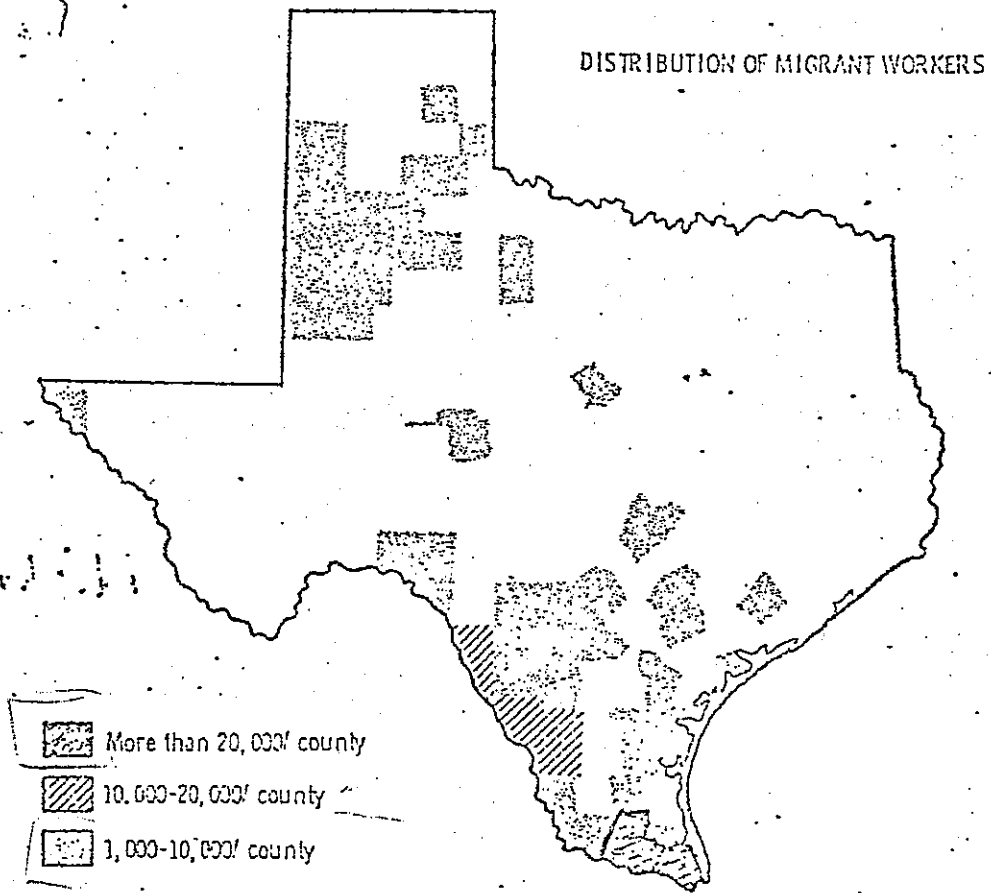 DISTRIBUTION OF MIGRANT WORKERS
More than 20,000/ county
10,000-20,000/ county
1,000-10,000/ county